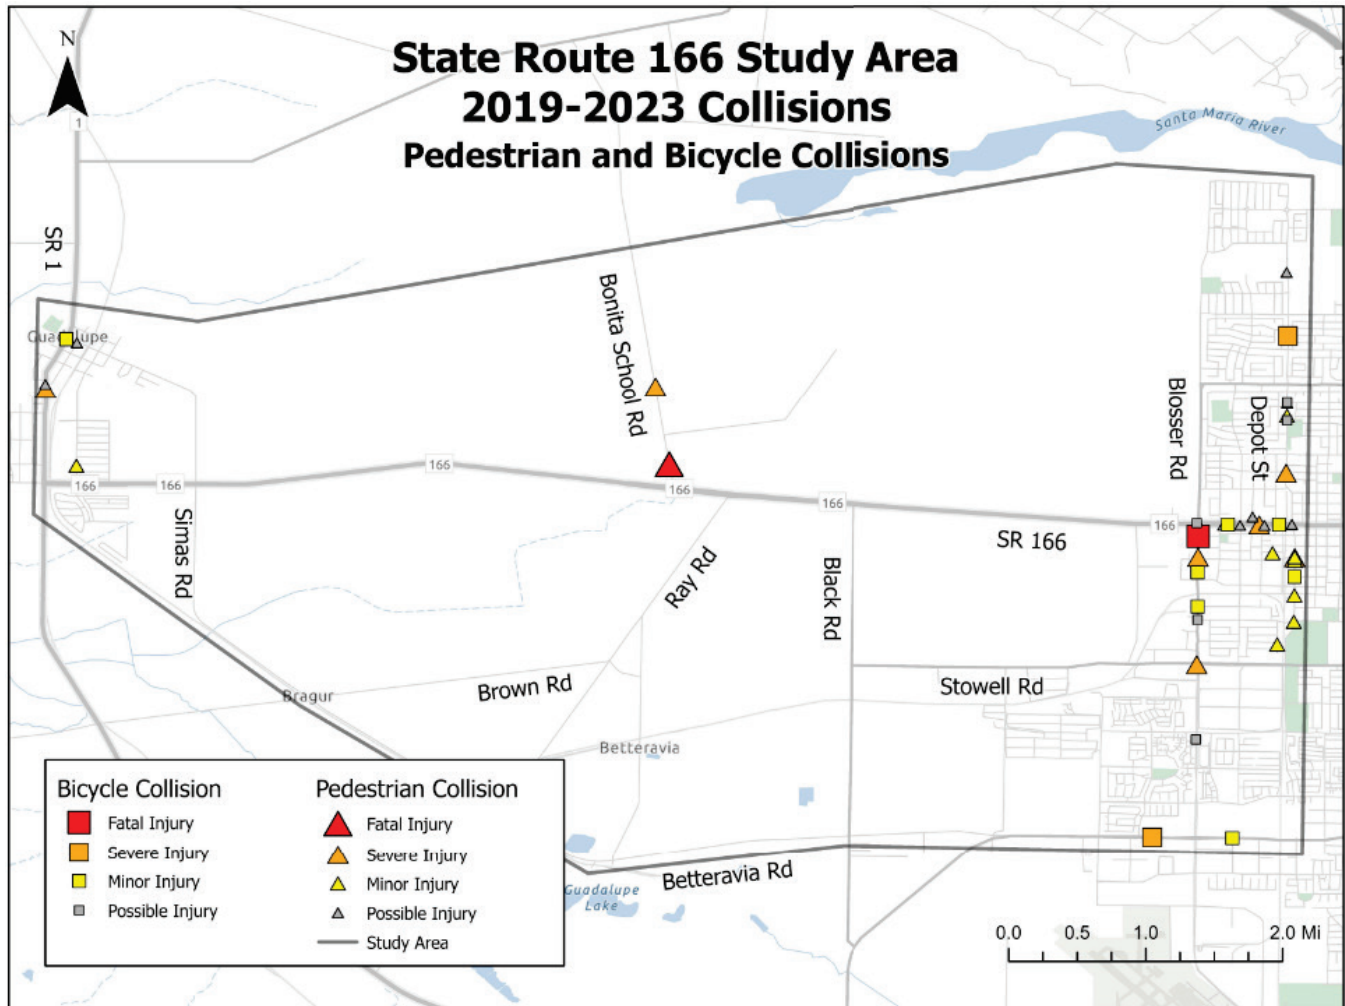 State Route 166 Study Area
2019-2023 Collisions
Pedestrian and Bicycle Collisions
N
1
Santa Maria River
SR 1
Guadalupe
Bonita School Rd
Blosser Rd
Depot St
166
166
166
166
166
166
Simas Rd
SR 166
Ray Rd
Black Rd
Brown Rd
Bragur
Stowell Rd
Betteravia
Betteravia Rd
Guadalupe
Lake
Bicycle Collision
Fatal Injury
Severe Injury
Minor Injury
Possible Injury
Pedestrian Collision
Fatal Injury
Severe Injury
Minor Injury
Possible Injury
Study Area
0.0 0.5 1.0 2.0 Mi